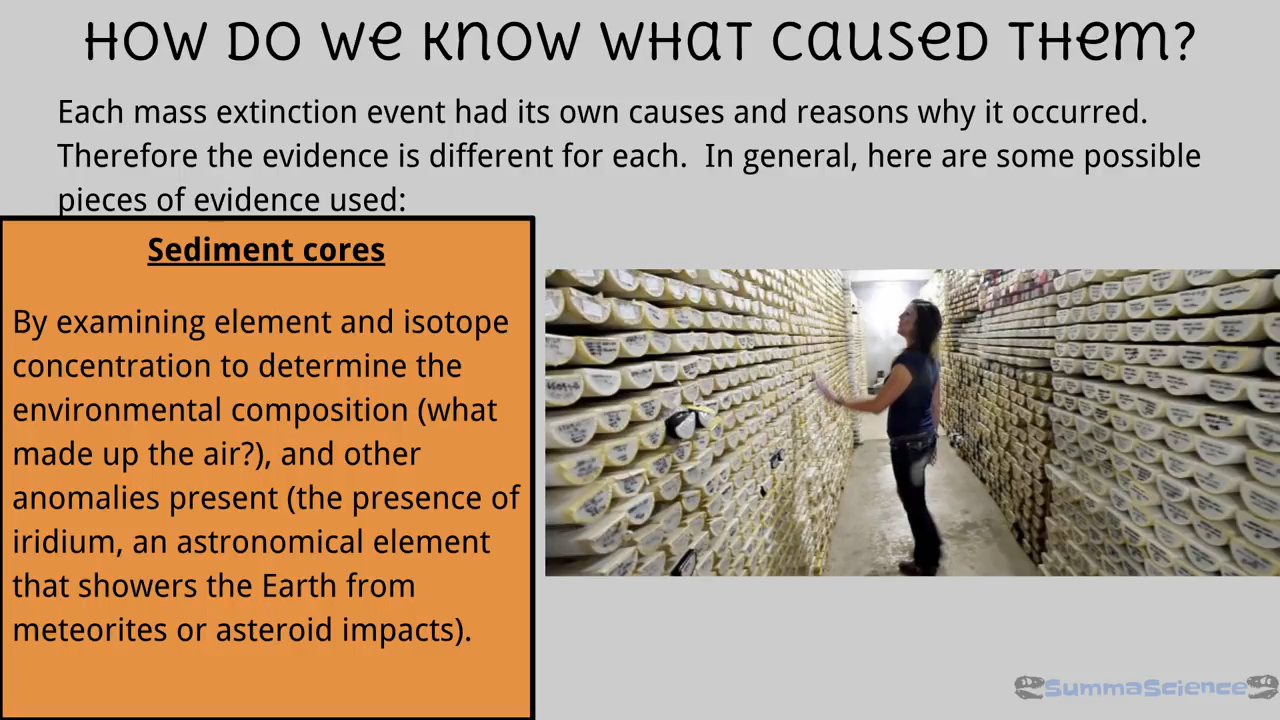 How do we know what caused them?
Each mass extinction event had its own causes and reasons why it occurred.
Therefore the evidence is different for each.  In general, here are some possible
pieces of evidence used:
Sediment cores
By examining element and isotope
concentration to determine the
environmental composition (what
made up the air?), and other
anomalies present (the presence of
iridium, an astronomical element
that showers the Earth from
meteorites or asteroid impacts).
SummaScience